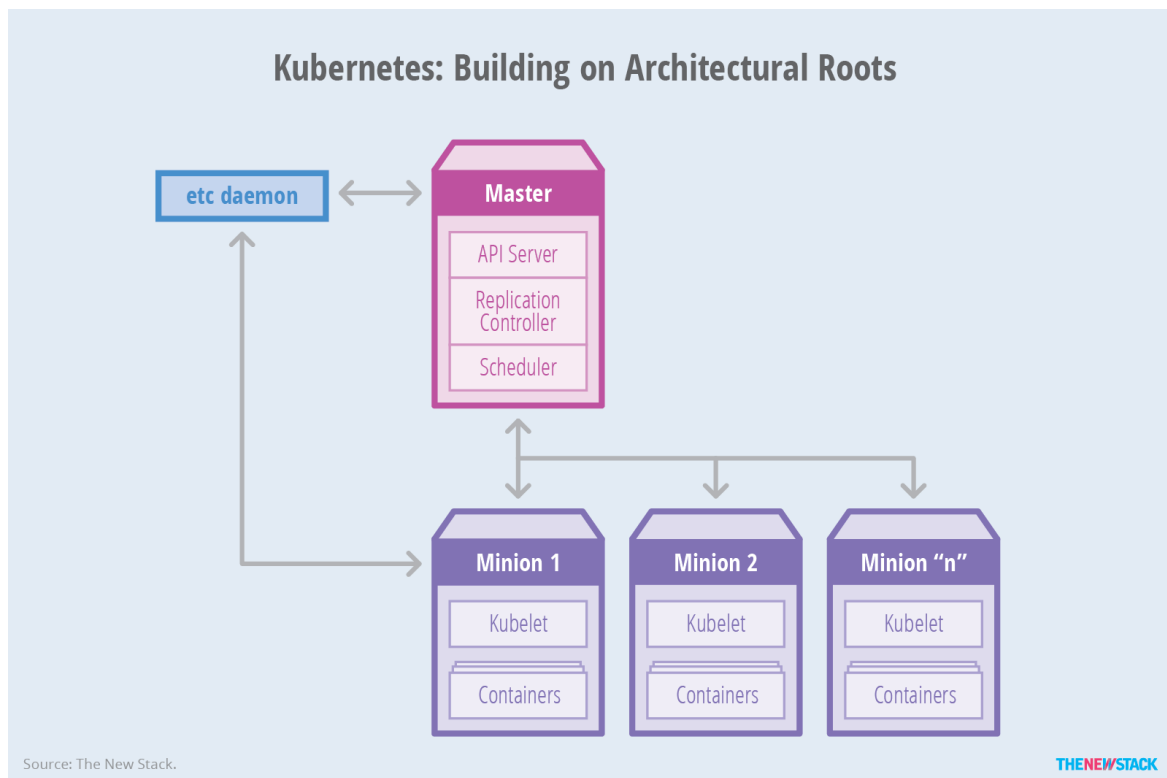 Kubernetes: Building on Architectural Roots
etc daemon
Master
API Server
Replication
Controller
Scheduler
Minion 1
Minion 2
Minion “n”
Kubelet
Kubelet
Kubelet
Containers
Containers
Containers
Source: The New Stack.
THENEWSTACK